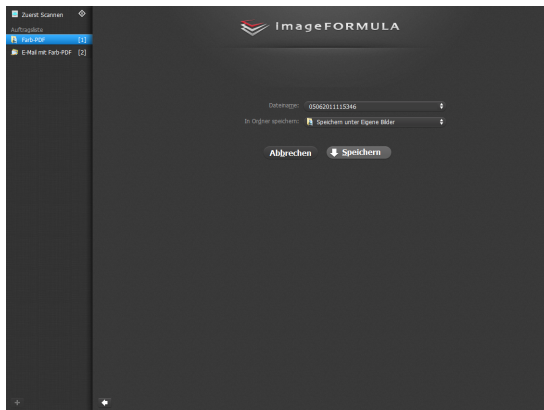 Zuerst Scannen
Auftragsliste
Farb-PDF [1]
E-Mail mit Farb-PDF [2]
imageFORMULA
Dateiname: 05062011115346
In Ordner speichern: Speichern unter Eigene Bilder
Abbrechen Speichern